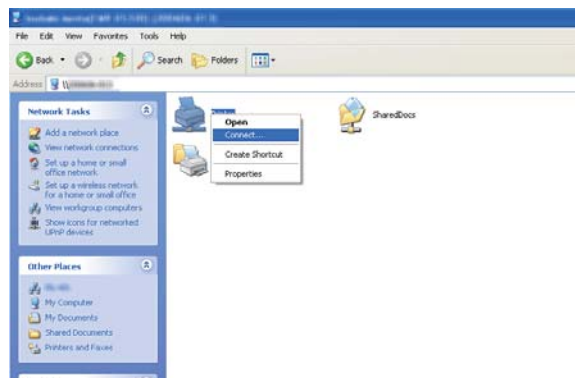 File Edit View Favorites Tools Help
Back Search Folders
Address \\
Network Tasks
Add a network place
View network connections
Set up a home or small
office network
Set up a wireless network
for a home or small office
View workgroup computers
Show icons for networked
UPnP devices
Other Places
My Computer
My Documents
Shared Documents
Printers and Faxes
Open
Connect...
Create Shortcut
Properties
SharedDocs